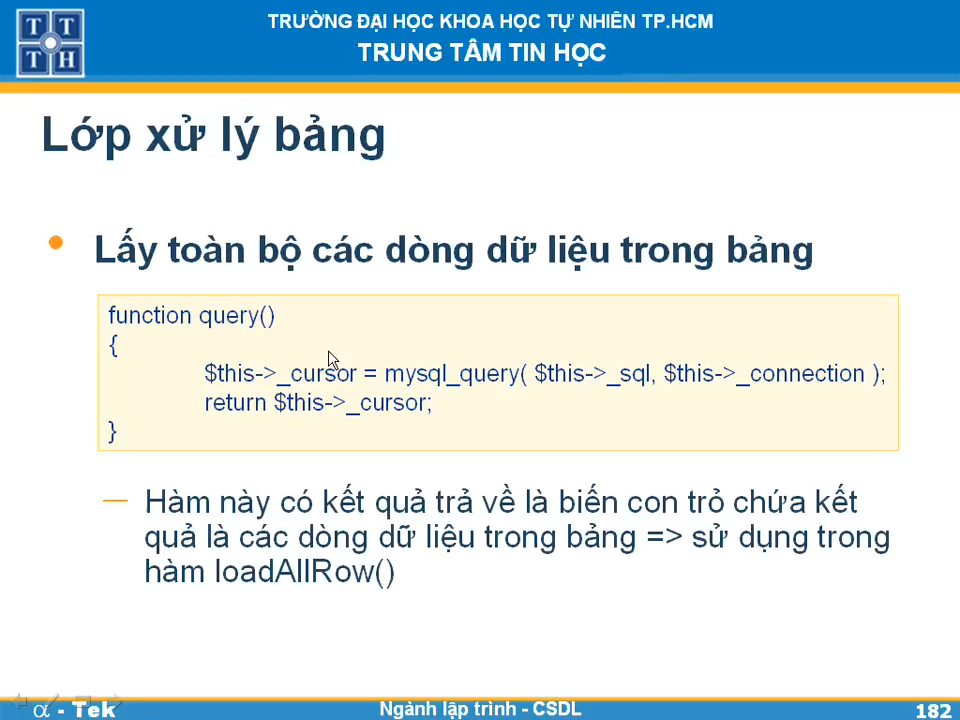 T T
T H
TRƯỜNG ĐẠI HỌC KHOA HỌC TỰ NHIÊN TP.HCM
TRUNG TÂM TIN HỌC
Lớp xử lý bảng
• Lấy toàn bộ các dòng dữ liệu trong bảng
function query()
{
$this->_cursor = mysql_query( $this->_sql, $this->_connection );
return $this->_cursor;
}
— Hàm này có kết quả trả về là biến con trỏ chứa kết
quả là các dòng dữ liệu trong bảng => sử dụng trong
hàm loadAllRow()
α - Tek
Ngành lập trình - CSDL
182